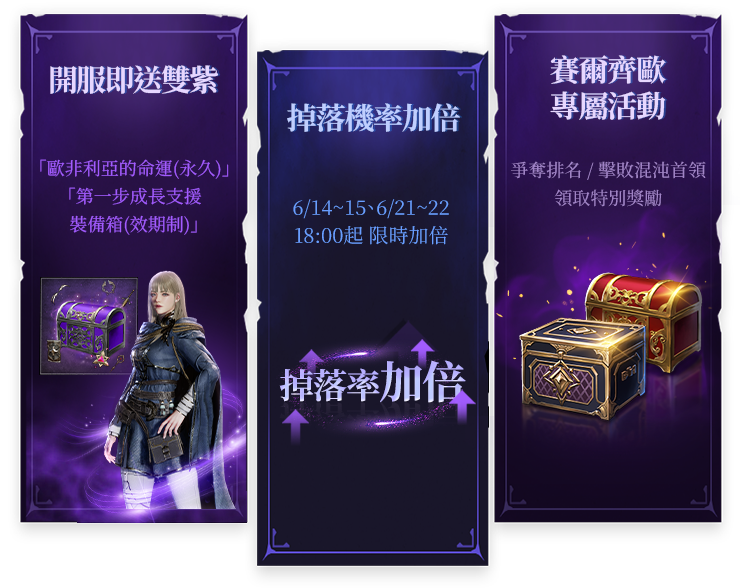 開服即送雙紫
「歐非利亞的命運(永久)」
「第一步成長支援
裝備箱(效期制)」
掉落機率加倍
6/14~15、6/21~22
18:00起 限時加倍
掉落率加倍
賽爾齊歐
專屬活動
爭奪排名 / 擊敗混沌首領
領取特別獎勵